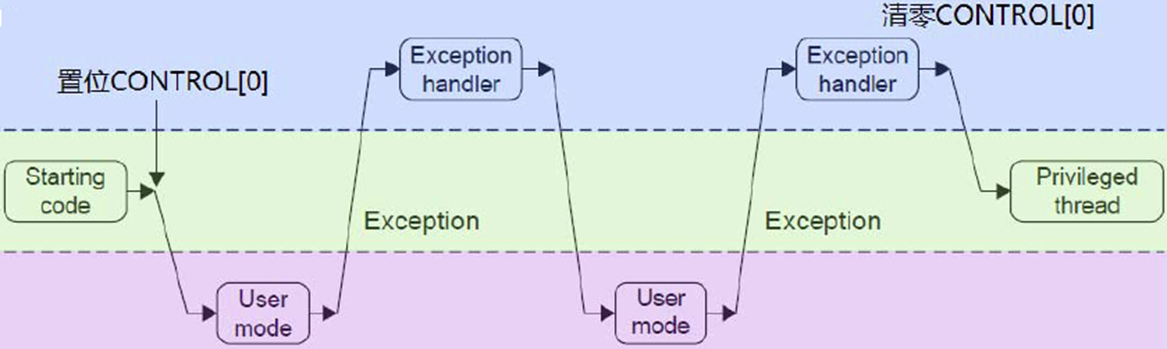 清零CONTROL[0]
Exception
handler
Exception
handler
置位CONTROL[0]
Starting
code
Privileged
thread
Exception
Exception
User
mode
User
mode